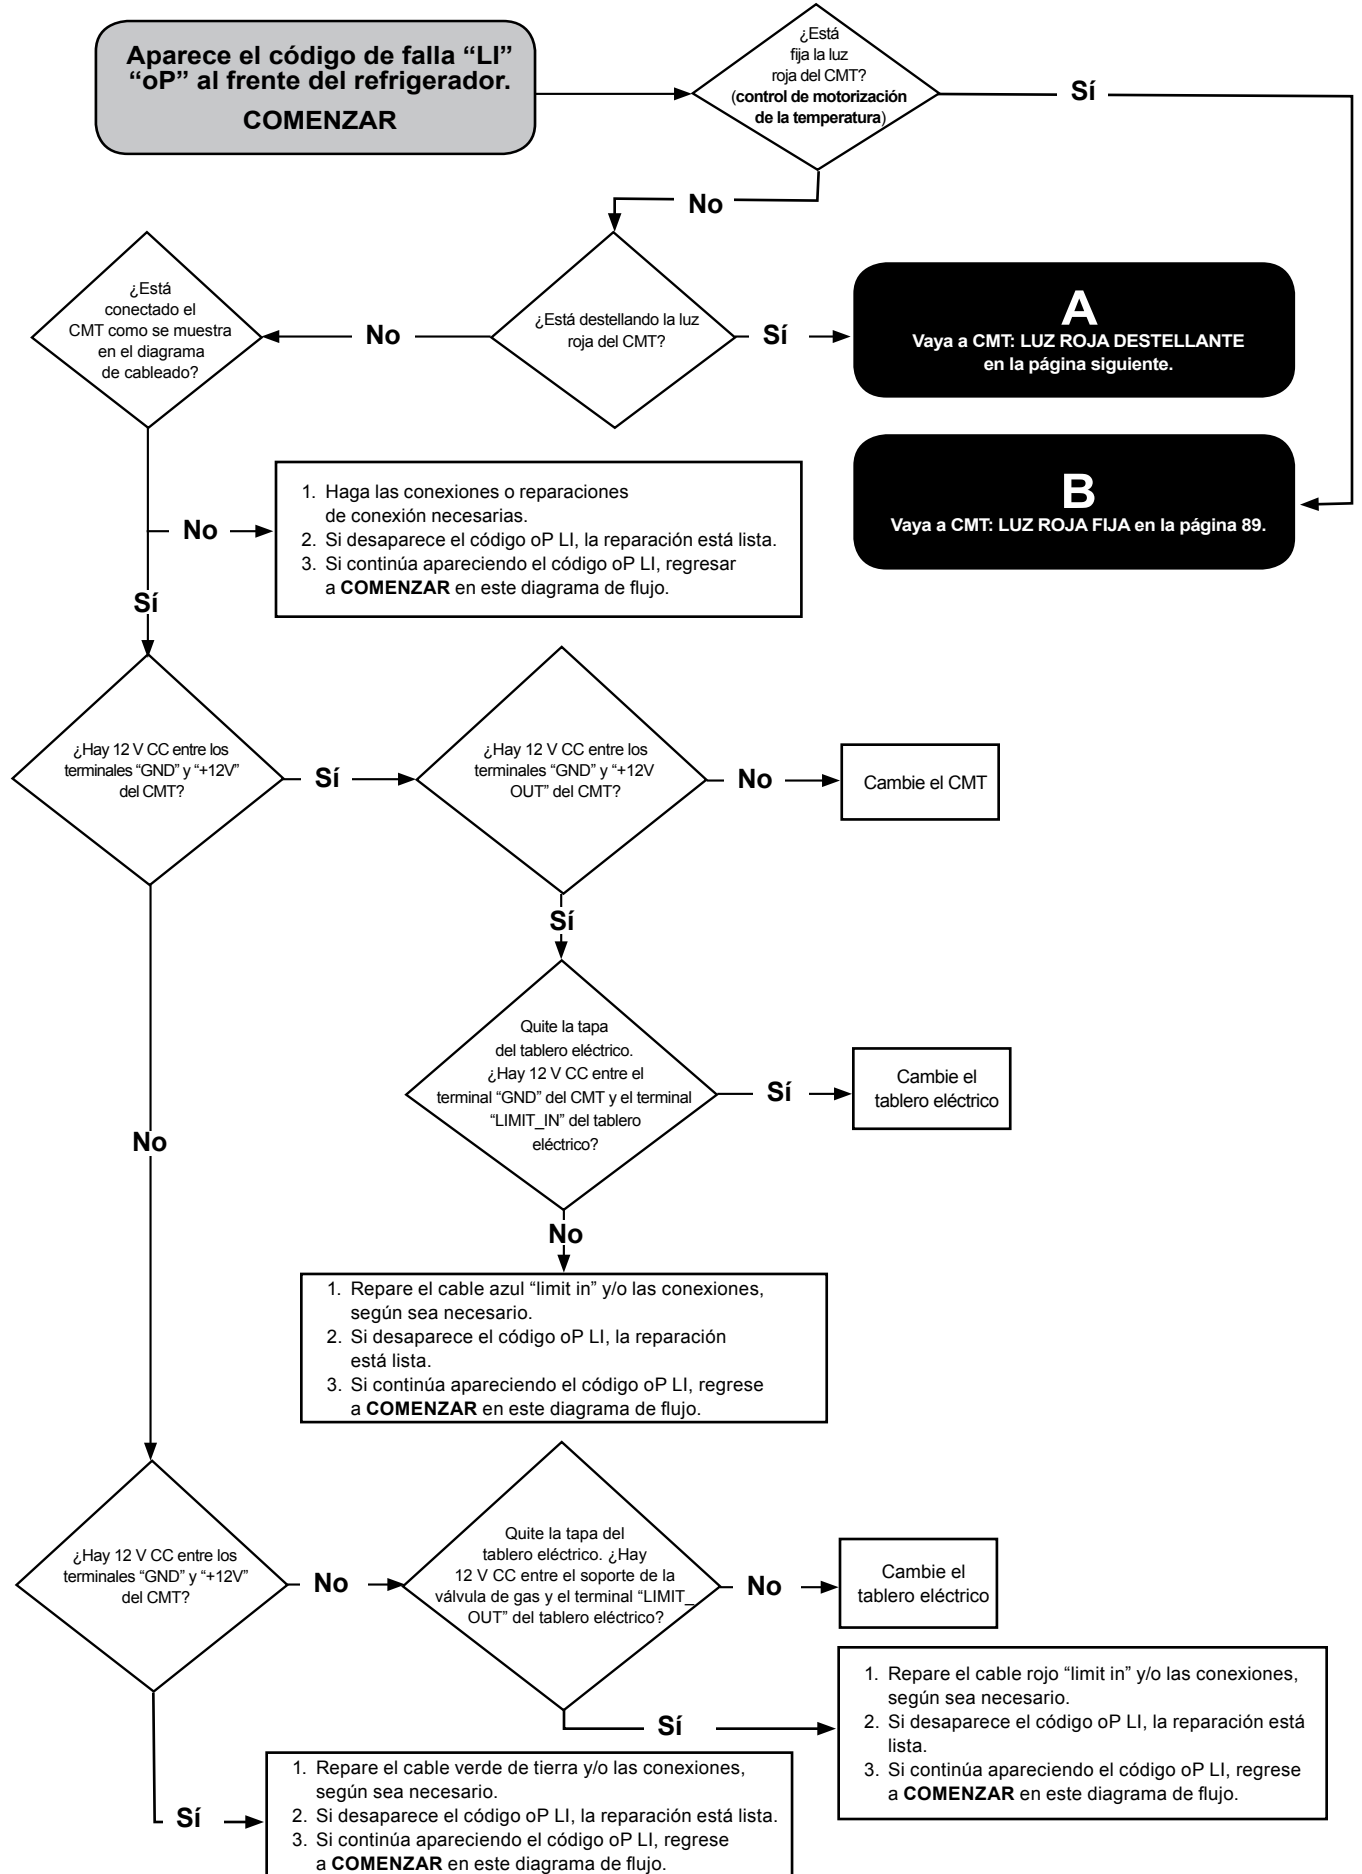 Aparece el código de falla “LI”
“oP” al frente del refrigerador.
COMENZAR
¿Está
fija la luz
roja del CMT?
(control de motorización
de la temperatura)
Sí
No
¿Está
conectado el
CMT como se muestra
en el diagrama
de cableado?
No
¿Está destellando la luz
roja del CMT?
Sí
A
Vaya a CMT: LUZ ROJA DESTELLANTE
en la página siguiente.
B
Vaya a CMT: LUZ ROJA FIJA en la página 89.
No
1. Haga las conexiones o reparaciones
de conexión necesarias.
2. Si desaparece el código oP LI, la reparación está lista.
3. Si continúa apareciendo el código oP LI, regresar
a COMENZAR en este diagrama de flujo.
Sí
¿Hay 12 V CC entre los
terminales “GND” y “+12V”
del CMT?
Sí
¿Hay 12 V CC entre los
terminales “GND” y “+12V
OUT” del CMT?
No
Cambie el CMT
Sí
Quite la tapa
del tablero eléctrico.
¿Hay 12 V CC entre el
terminal “GND” del CMT y el terminal
“LIMIT_IN” del tablero
eléctrico?
Sí
Cambie el
tablero eléctrico
No
No
1. Repare el cable azul “limit in” y/o las conexiones,
según sea necesario.
2. Si desaparece el código oP LI, la reparación
está lista.
3. Si continúa apareciendo el código oP LI, regrese
a COMENZAR en este diagrama de flujo.
¿Hay 12 V CC entre los
terminales “GND” y “+12V”
del CMT?
No
Quite la tapa del
tablero eléctrico. ¿Hay
12 V CC entre el soporte de la
válvula de gas y el terminal “LIMIT_
OUT” del tablero eléctrico?
No
Cambie el
tablero eléctrico
Sí
1. Repare el cable rojo “limit in” y/o las conexiones,
según sea necesario.
2. Si desaparece el código oP LI, la reparación está
lista.
3. Si continúa apareciendo el código oP LI, regrese
a COMENZAR en este diagrama de flujo.
Sí
1. Repare el cable verde de tierra y/o las conexiones,
según sea necesario.
2. Si desaparece el código oP LI, la reparación está lista.
3. Si continúa apareciendo el código oP LI, regrese
a COMENZAR en este diagrama de flujo.